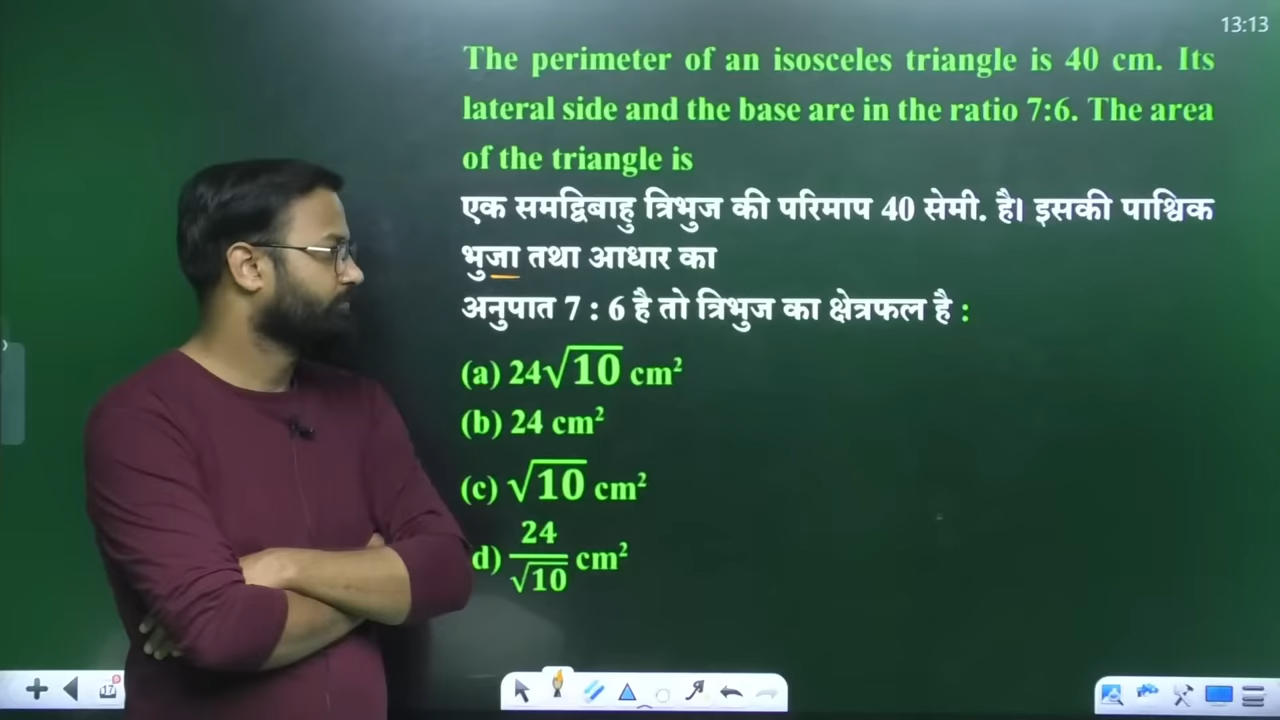 13:13
The perimeter of an isosceles triangle is 40 cm. Its
lateral side and the base are in the ratio 7:6. The area
of the triangle is
एक समद्विबाहु त्रिभुज की परिमाप 40 सेमी. है। इसकी पाश्विक
भुजा तथा आधार का
अनुपात 7 : 6 है तो त्रिभुज का क्षेत्रफल है :
(a) 24√10 cm²
(b) 24 cm²
(c) √10 cm²
d) 24/√10 cm²
17